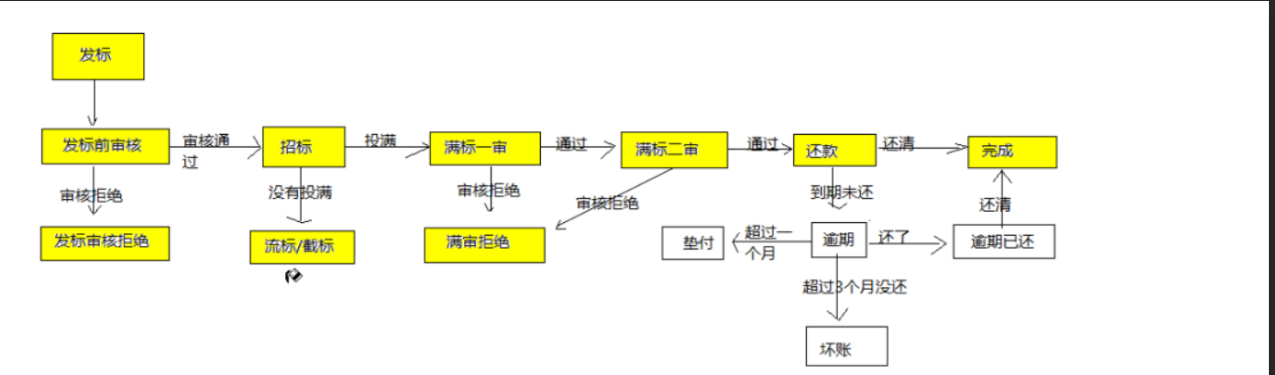 发标
发标前审核
审核通
过
招标
投满
满标一审
通过
满标二审
通过
还款
还清
完成
审核拒绝
没有投满
审核拒绝
审核拒绝
到期未还
还清
发标审核拒绝
流标/截标
满审拒绝
垫付
超过一
个月
逾期
还了
逾期已还
超过3个月没还
坏账